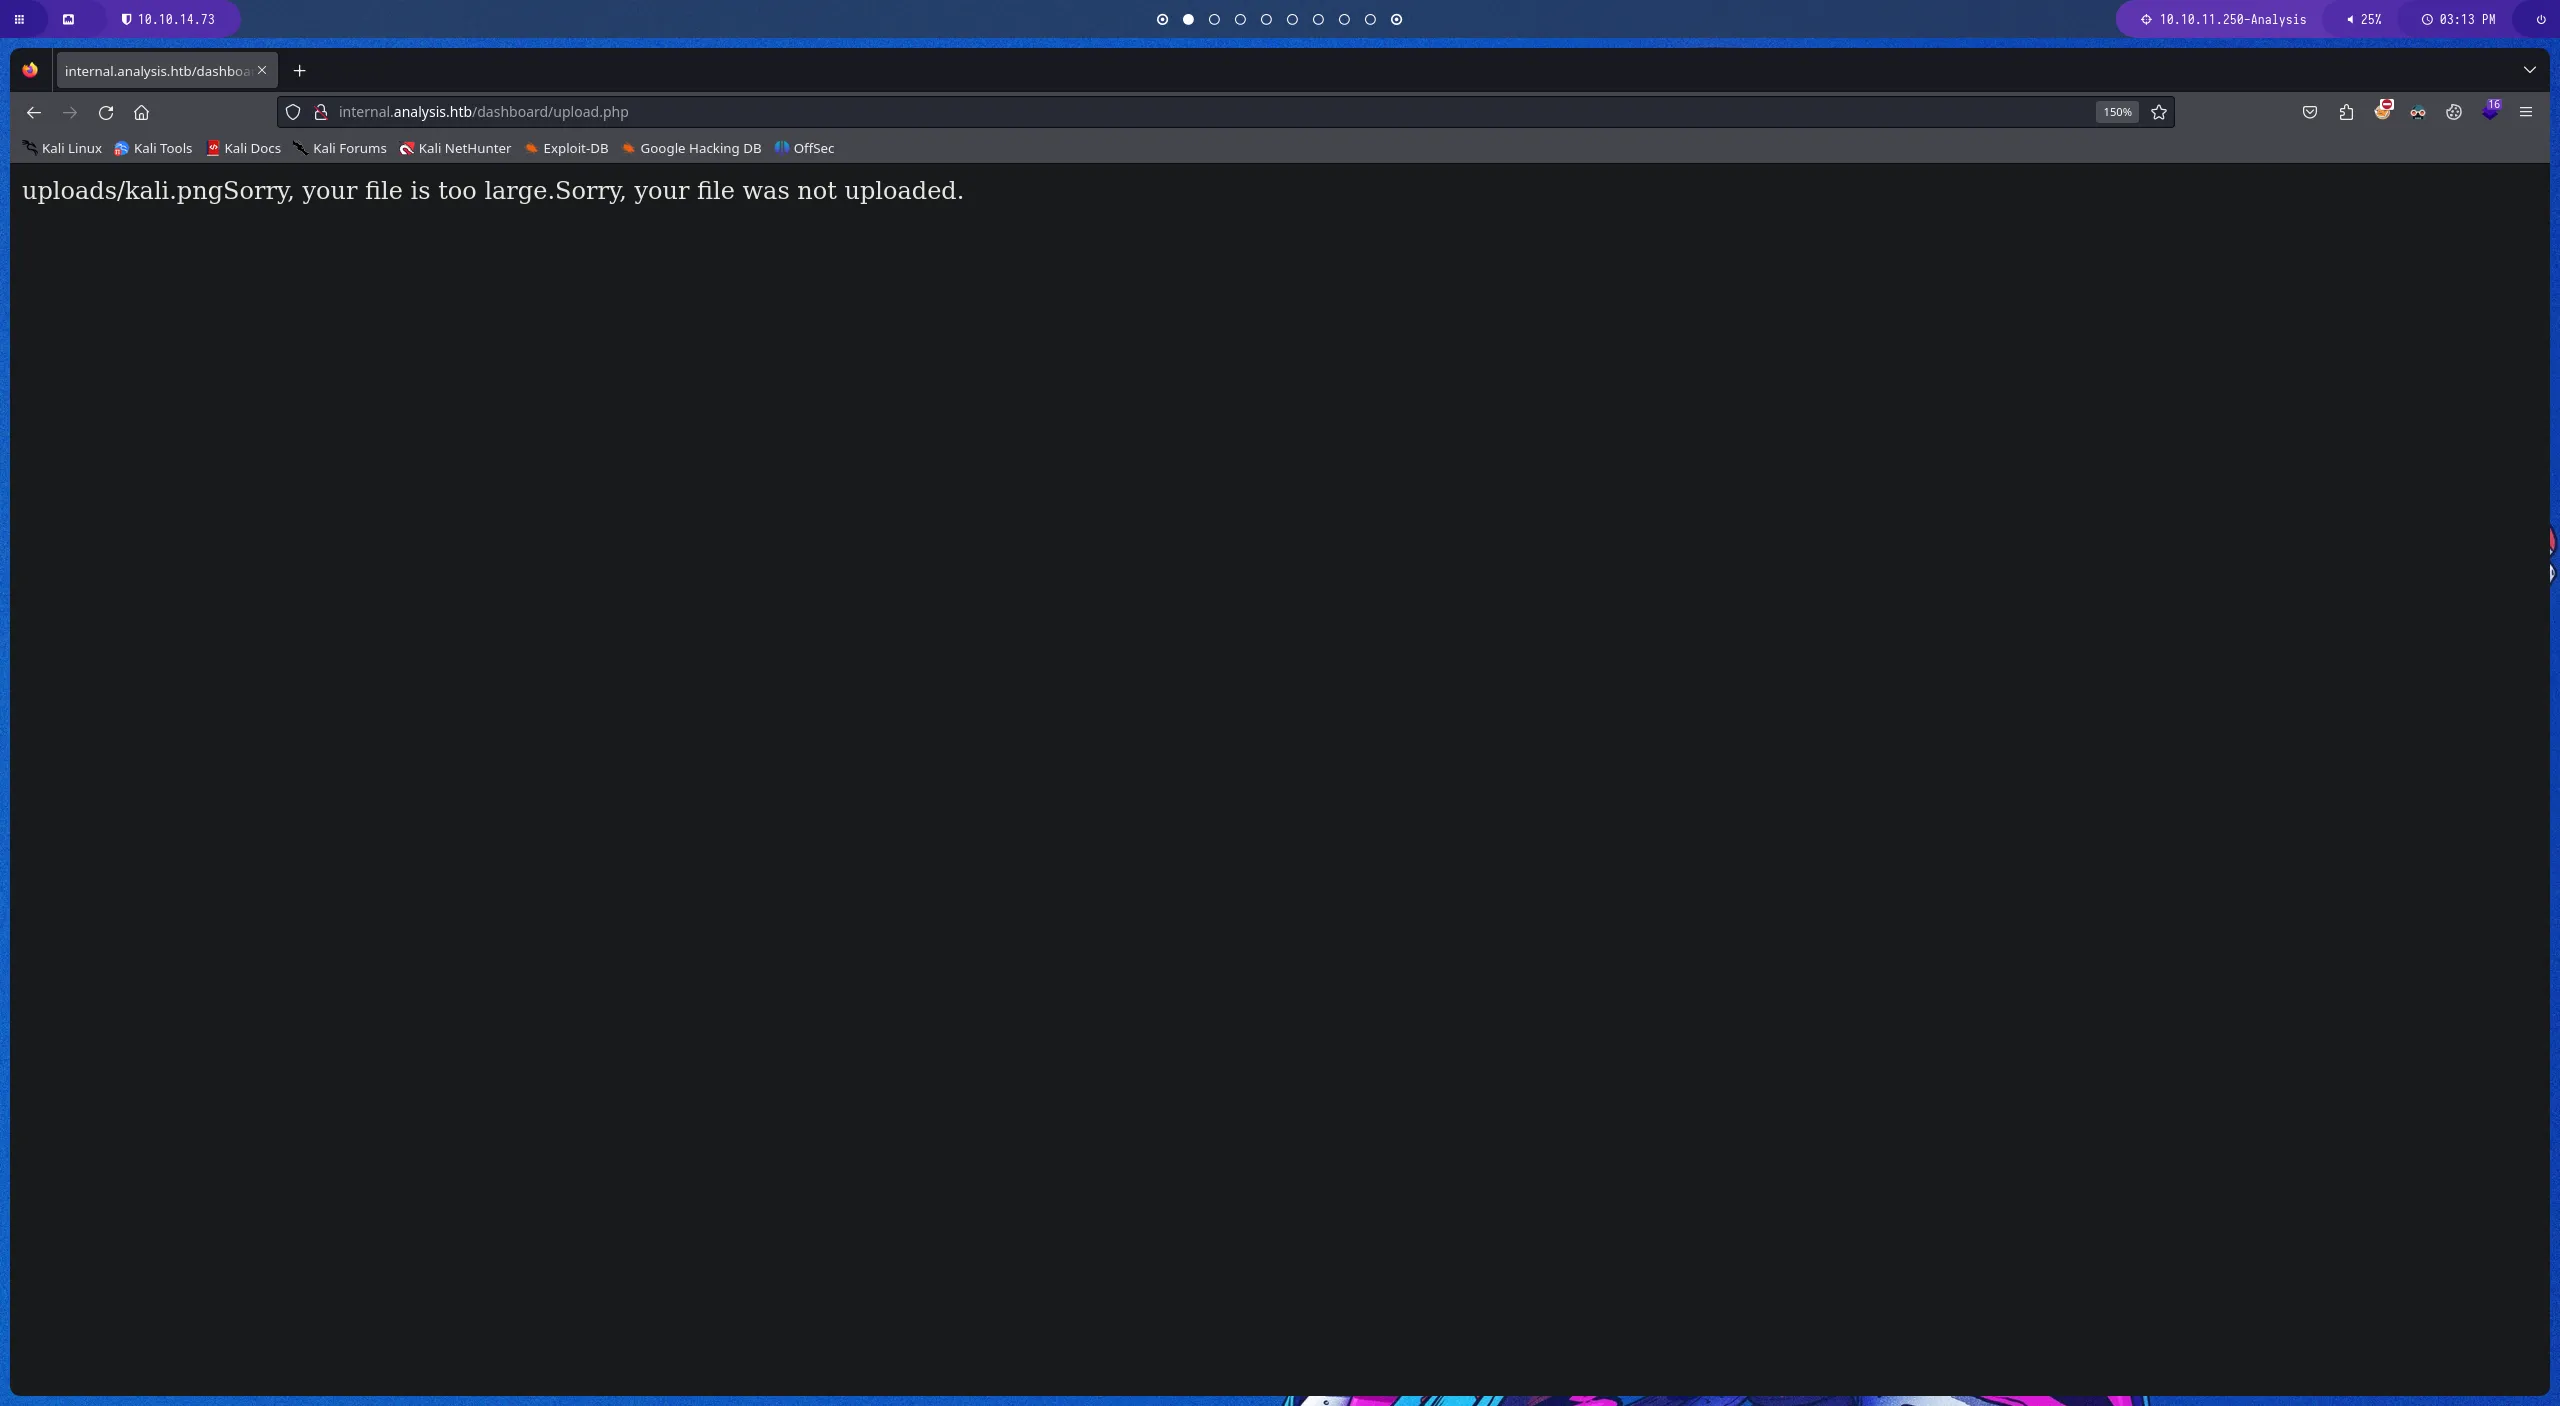 10.10.14.73
10.10.11.250-Analysis
25%
03:13 PM
internal.analysis.htb/dashboa
internal.analysis.htb/dashboard/upload.php
150%
16
Kali Linux
Kali Tools
Kali Docs
Kali Forums
Kali NetHunter
Exploit-DB
Google Hacking DB
OffSec
uploads/kali.pngSorry, your file is too large.Sorry, your file was not uploaded.